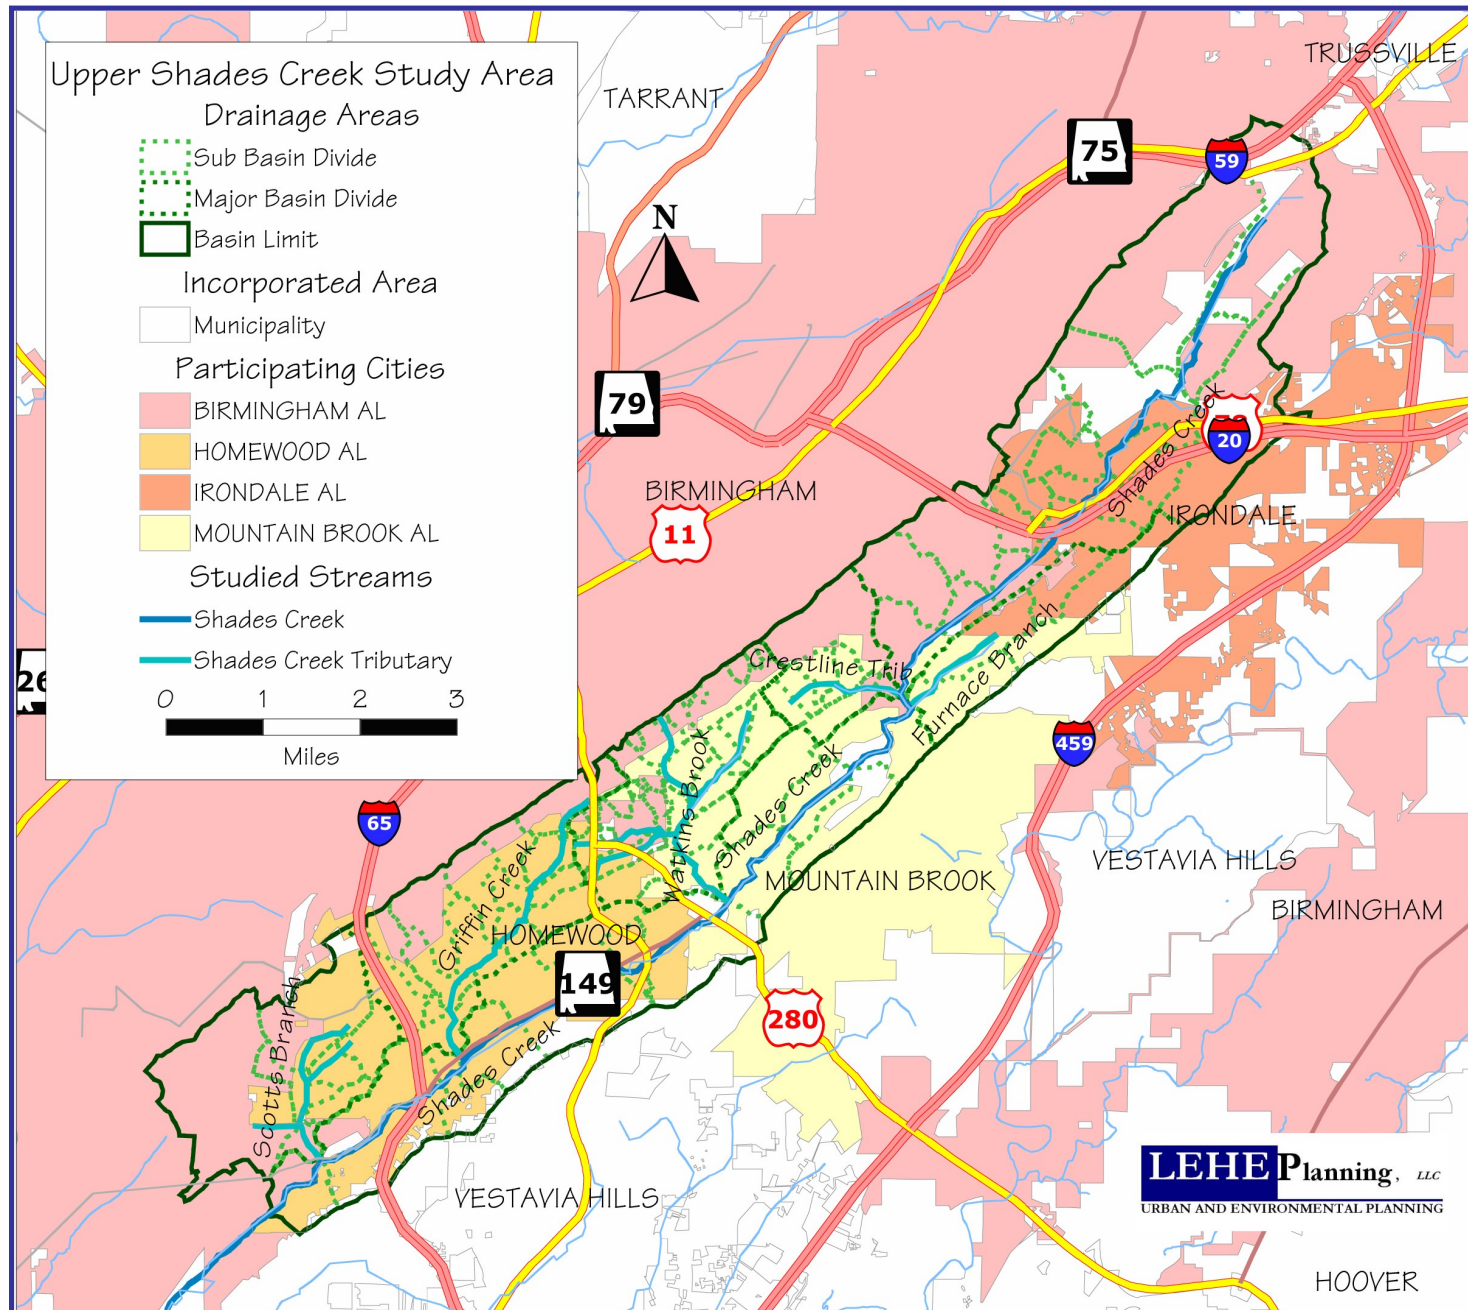 Upper Shades Creek Study Area
Drainage Areas
Sub Basin Divide
Major Basin Divide
Basin Limit
Incorporated Area
Municipality
Participating Cities
BIRMINGHAM AL
HOMEWOOD AL
IRONDALE AL
MOUNTAIN BROOK AL
Studied Streams
Shades Creek
Shades Creek Tributary
0 1 2 3
Miles
TRUSSVILLE
TARRANT
75
59
N
79
20
Shades Creek
BIRMINGHAM
11
IRONDALE
Crestline Trib
Furnace Branch
26
459
Watkins Brook
Shades Creek
65
VESTAVIA HILLS
MOUNTAIN BROOK
BIRMINGHAM
Griffin Creek
HOMEWOOD
149
280
Scotts Branch
Shades Creek
VESTAVIA HILLS
LEHE Planning, LLC
URBAN AND ENVIRONMENTAL PLANNING
HOOVER